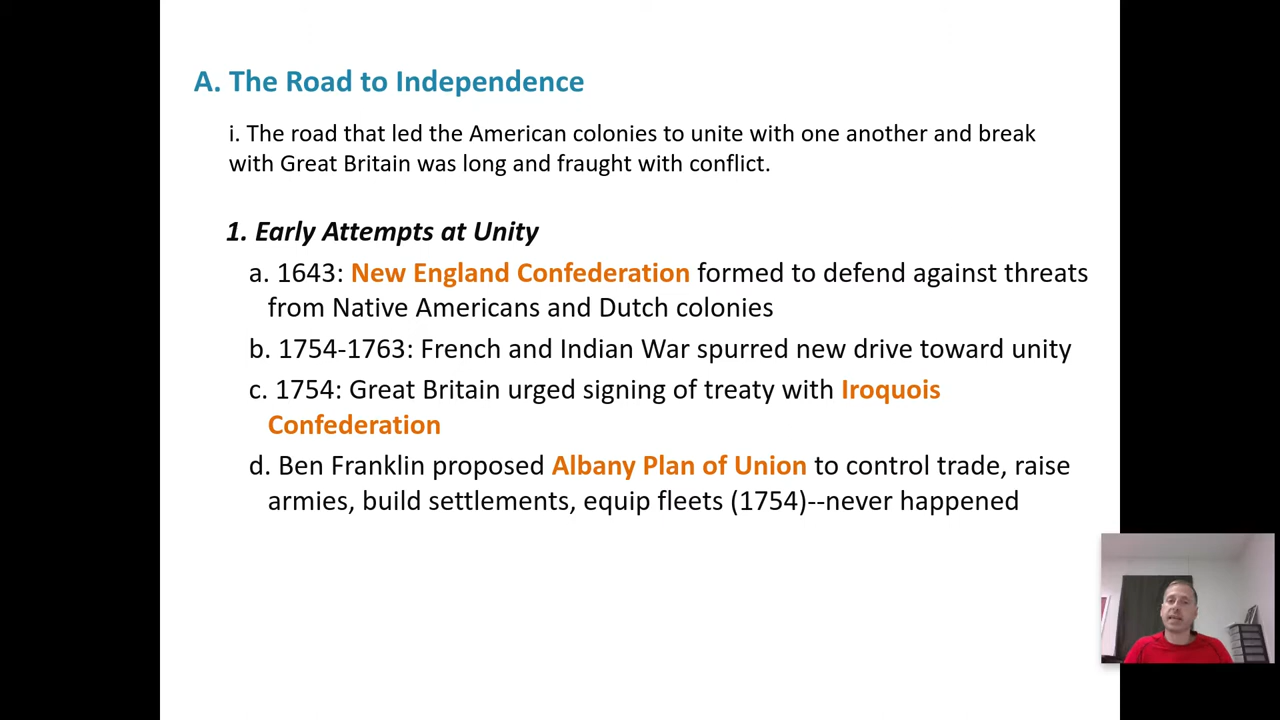 A. The Road to Independence
i. The road that led the American colonies to unite with one another and break
with Great Britain was long and fraught with conflict.
1. Early Attempts at Unity
a. 1643: New England Confederation formed to defend against threats
from Native Americans and Dutch colonies
b. 1754-1763: French and Indian War spurred new drive toward unity
c. 1754: Great Britain urged signing of treaty with Iroquois
Confederation
d. Ben Franklin proposed Albany Plan of Union to control trade, raise
armies, build settlements, equip fleets (1754)--never happened